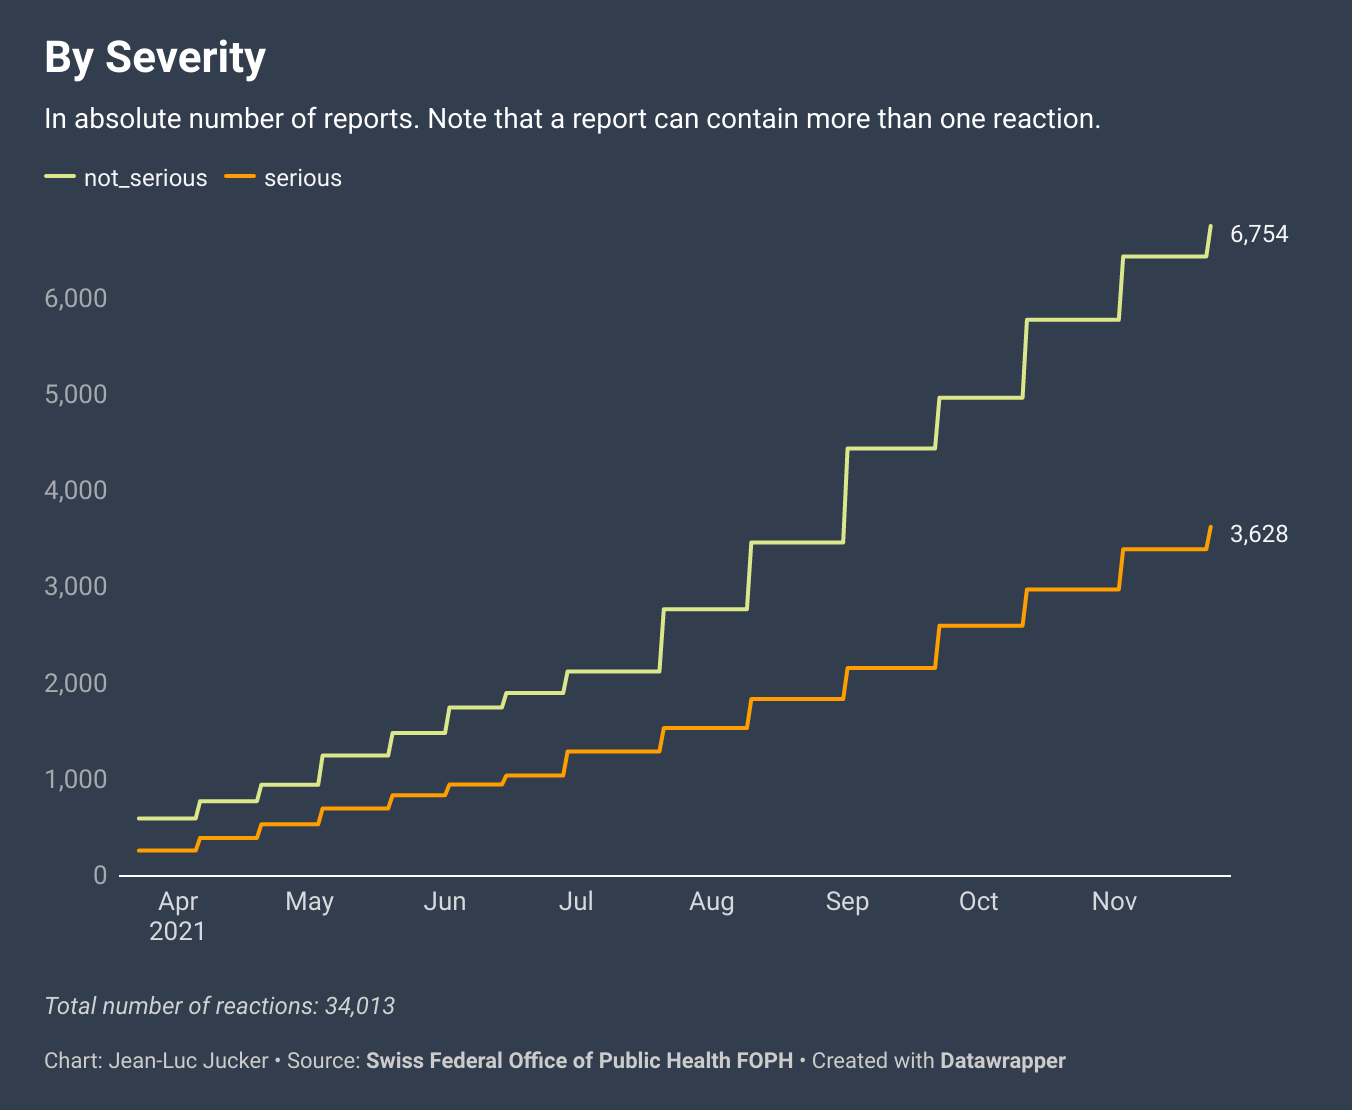 By Severity
In absolute number of reports. Note that a report can contain more than one reaction.
not_serious serious
6,754
6,000
5,000
4,000
3,628
3,000
2,000
1,000
0
Apr May Jun Jul Aug Sep Oct Nov
2021
Total number of reactions: 34,013
Chart: Jean-Luc Jucker • Source: Swiss Federal Office of Public Health FOPH • Created with Datawrapper